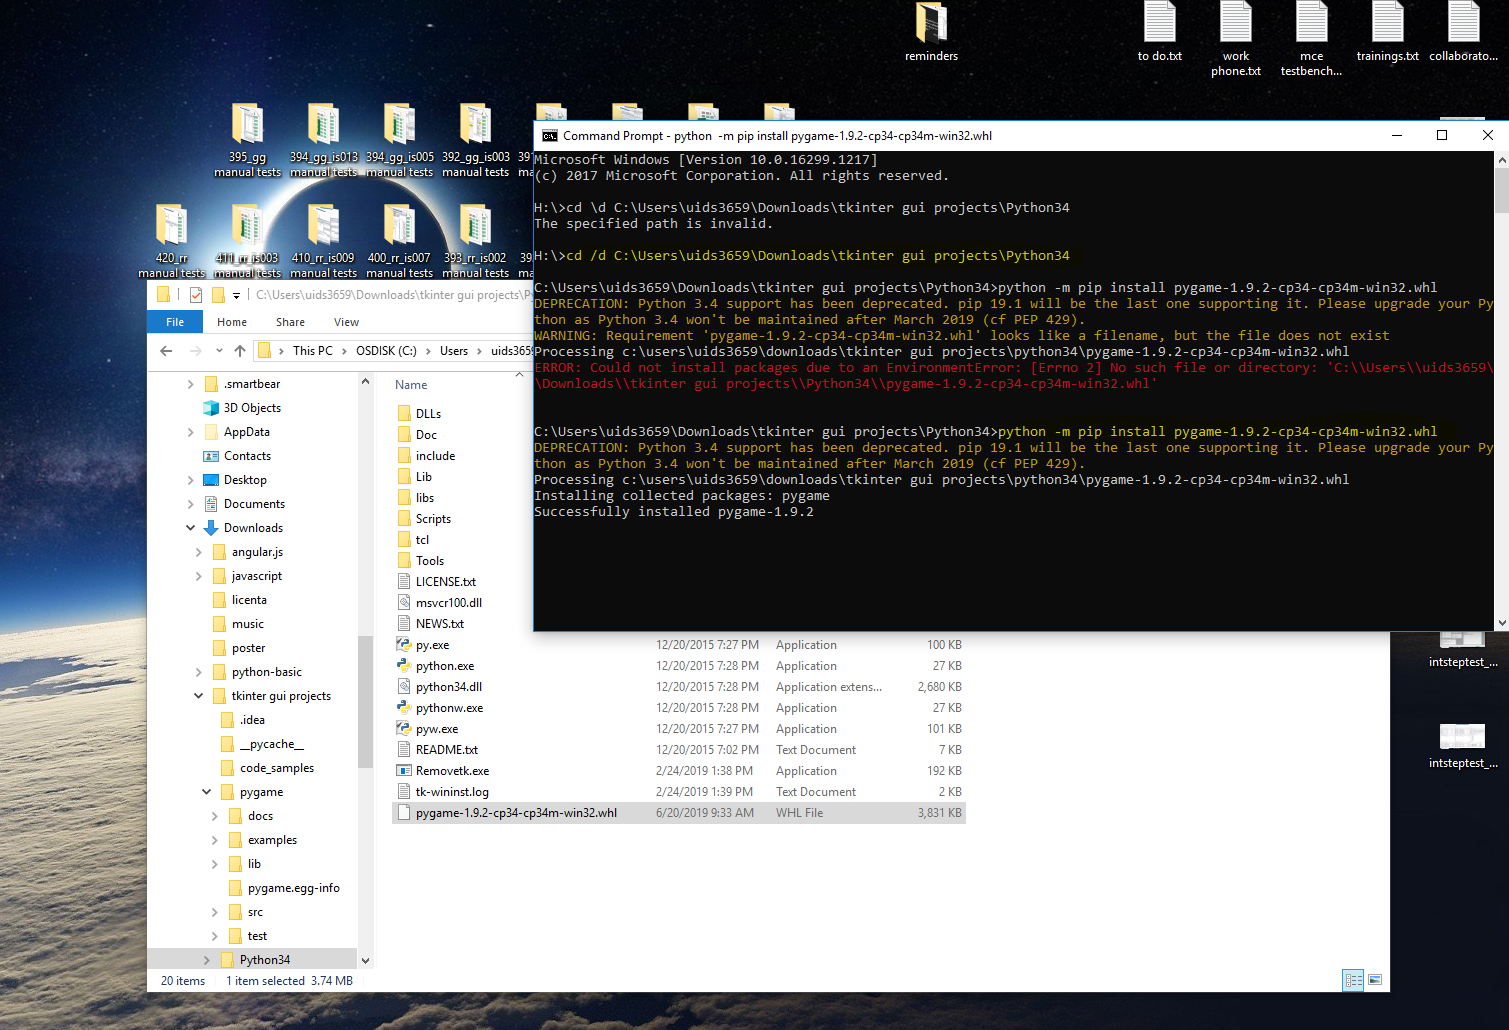 reminders
to do.txt
work
phone.txt
mce
testbench...
trainings.txt
collaborato...
395_gg
manual tests
394_gg_is013
manual tests
394_gg_is005
manual tests
392_gg_is003
manual tests
420_rr
manual tests
411_rr_is003
manual tests
410_rr_is009
manual tests
400_rr_is007
manual tests
393_rr_is002
manual tests
Command Prompt - python  -m pip install pygame-1.9.2-cp34-cp34m-win32.whl
Microsoft Windows [Version 10.0.16299.1217]
(c) 2017 Microsoft Corporation. All rights reserved.
H:\>cd \d C:\Users\uids3659\Downloads\tkinter gui projects\Python34
The specified path is invalid.
H:\>cd /d C:\Users\uids3659\Downloads\tkinter gui projects\Python34
C:\Users\uids3659\Downloads\tkinter gui projects\Python34>python -m pip install pygame-1.9.2-cp34-cp34m-win32.whl
DEPRECATION: Python 3.4 support has been deprecated. pip 19.1 will be the last one supporting it. Please upgrade your Py
thon as Python 3.4 won't be maintained after March 2019 (cf PEP 429).
WARNING: Requirement 'pygame-1.9.2-cp34-cp34m-win32.whl' looks like a filename, but the file does not exist
Processing c:\users\uids3659\downloads\tkinter gui projects\python34\pygame-1.9.2-cp34-cp34m-win32.whl
ERROR: Could not install packages due to an EnvironmentError: [Errno 2] No such file or directory: 'C:\\Users\\uids3659\
\Downloads\\tkinter gui projects\\Python34\\pygame-1.9.2-cp34-cp34m-win32.whl'
C:\Users\uids3659\Downloads\tkinter gui projects\Python34>python -m pip install pygame-1.9.2-cp34-cp34m-win32.whl
DEPRECATION: Python 3.4 support has been deprecated. pip 19.1 will be the last one supporting it. Please upgrade your Py
thon as Python 3.4 won't be maintained after March 2019 (cf PEP 429).
Processing c:\users\uids3659\downloads\tkinter gui projects\python34\pygame-1.9.2-cp34-cp34m-win32.whl
Installing collected packages: pygame
Successfully installed pygame-1.9.2
C:\Users\uids3659\Downloads\tkinter gui projects\P
File Home Share View
This PC > OSDISK (C:) > Users > uids365
.smartbear
3D Objects
AppData
Contacts
Desktop
Documents
Downloads
angular.js
javascript
licenta
music
poster
python-basic
tkinter gui projects
.idea
__pycache__
code_samples
pygame
docs
examples
lib
pygame.egg-info
src
test
Python34
Name
DLLs
Doc
include
Lib
libs
Scripts
tcl
Tools
LICENSE.txt
msvcr100.dll
NEWS.txt
py.exe 12/20/2015 7:27 PM Application 100 KB
python.exe 12/20/2015 7:28 PM Application 27 KB
python34.dll 12/20/2015 7:28 PM Application extens... 2,680 KB
pythonw.exe 12/20/2015 7:28 PM Application 27 KB
pyw.exe 12/20/2015 7:27 PM Application 101 KB
README.txt 12/20/2015 7:02 PM Text Document 7 KB
Removetk.exe 2/24/2019 1:38 PM Application 192 KB
tk-wininst.log 2/24/2019 1:39 PM Text Document 2 KB
pygame-1.9.2-cp34-cp34m-win32.whl 6/20/2019 9:33 AM WHL File 3,831 KB
20 items 1 item selected 3.74 MB
intsteptest_...
intsteptest_...